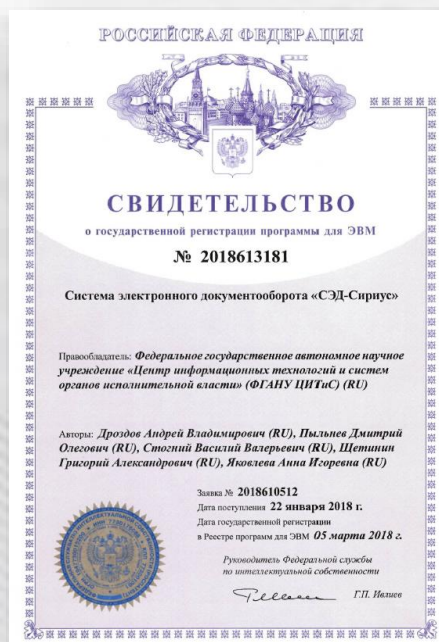 РОССИЙСКАЯ ФЕДЕРАЦИЯ
СВИДЕТЕЛЬСТВО
о государственной регистрации программы для ЭВМ
№ 2018613181
Система электронного документооборота «СЭД-Сириус»
Правообладатель: Федеральное государственное автономное научное
учреждение «Центр информационных технологий и систем
органов исполнительной власти» (ФГАНУ ЦИТиС) (RU)
Авторы: Дроздов Андрей Владимирович (RU), Пыльнев Дмитрий
Олегович (RU), Стогний Василий Валерьевич (RU), Щетинин
Григорий Александрович (RU), Яковлева Анна Игоревна (RU)
Заявка № 2018610512
Дата поступления 22 января 2018 г.
Дата государственной регистрации
в Реестре программ для ЭВМ 05 марта 2018 г.
Руководитель Федеральной службы
по интеллектуальной собственности
Г.П. Ивлиев